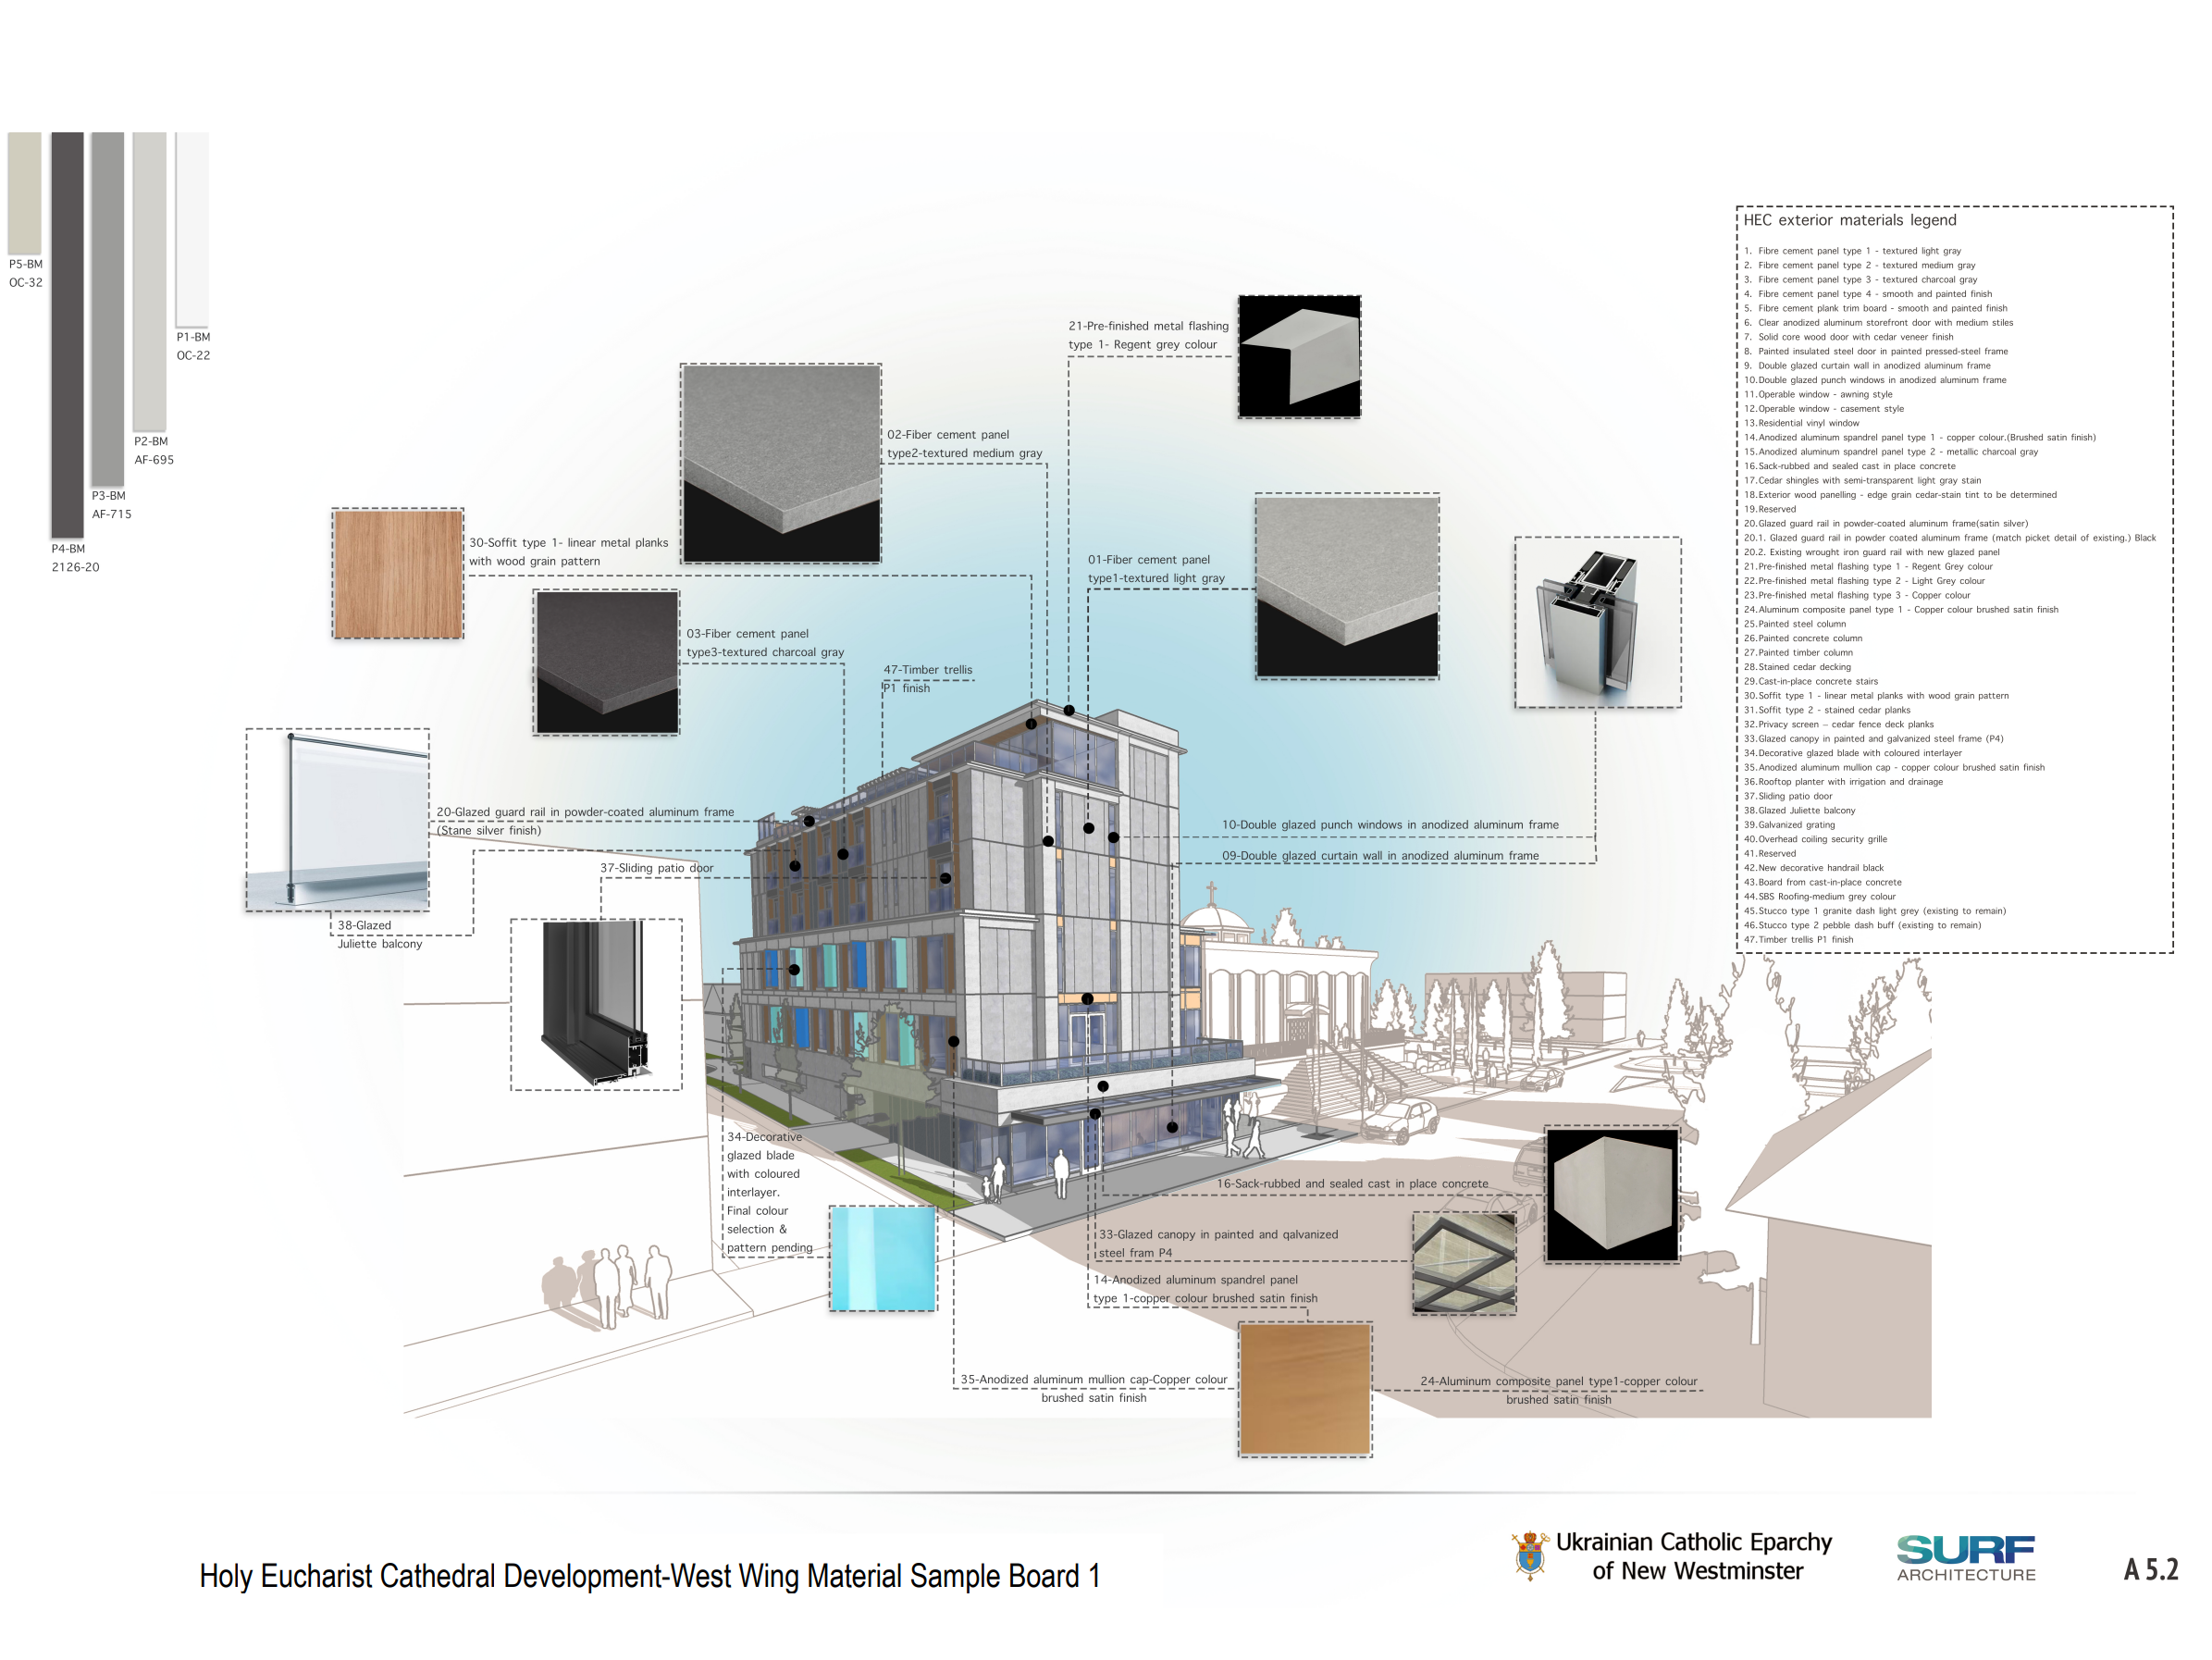 P5-BM
OC-32
P4-BM
2126-20
P3-BM
AF-715
P2-BM
AF-695
P1-BM
OC-22
21-Pre-finished metal flashing
type 1- Regent grey colour
02-Fiber cement panel
type2-textured medium gray
30-Soffit type 1- linear metal planks
with wood grain pattern
01-Fiber cement panel
type1-textured light gray
03-Fiber cement panel
type3-textured charcoal gray
47-Timber trellis
P1 finish
20-Glazed guard rail in powder-coated aluminum frame
(Stane silver finish)
10-Double glazed punch windows in anodized aluminum frame
09-Double glazed curtain wall in anodized aluminum frame
37-Sliding patio door
38-Glazed
Juliette balcony
34-Decorative
glazed blade
with coloured
interlayer.
Final colour
selection &
pattern pending
16-Sack-rubbed and sealed cast in place concrete
33-Glazed canopy in painted and qalvanized
steel fram P4
14-Anodized aluminum spandrel panel
type 1-copper colour brushed satin finish
35-Anodized aluminum mullion cap-Copper colour
brushed satin finish
24-Aluminum composite panel type1-copper colour
brushed satin finish
HEC exterior materials legend
1. Fibre cement panel type 1 - textured light gray
2. Fibre cement panel type 2 - textured medium gray
3. Fibre cement panel type 3 - textured charcoal gray
4. Fibre cement panel type 4 - smooth and painted finish
5. Fibre cement plank trim board - smooth and painted finish
6. Clear anodized aluminum storefront door with medium stiles
7. Solid core wood door with cedar veneer finish
8. Painted insulated steel door in painted pressed-steel frame
9. Double glazed curtain wall in anodized aluminum frame
10.Double glazed punch windows in anodized aluminum frame
11.Operable window - awning style
12.Operable window - casement style
13.Residential vinyl window
14.Anodized aluminum spandrel panel type 1 - copper colour.(Brushed satin finish)
15.Anodized aluminum spandrel panel type 2 - metallic charcoal gray
16.Sack-rubbed and sealed cast in place concrete
17.Cedar shingles with semi-transparent light gray stain
18.Exterior wood panelling - edge grain cedar-stain tint to be determined
19.Reserved
20.Glazed guard rail in powder-coated aluminum frame(satin silver)
20.1. Glazed guard rail in powder coated aluminum frame (match picket detail of existing.) Black
20.2. Existing wrought iron guard rail with new glazed panel
21.Pre-finished metal flashing type 1 - Regent Grey colour
22.Pre-finished metal flashing type 2 - Light Grey colour
23.Pre-finished metal flashing type 3 - Copper colour
24.Aluminum composite panel type 1 - Copper colour brushed satin finish
25.Painted steel column
26.Painted concrete column
27.Painted timber column
28.Stained cedar decking
29.Cast-in-place concrete stairs
30.Soffit type 1 - linear metal planks with wood grain pattern
31.Soffit type 2 - stained cedar planks
32.Privacy screen – cedar fence deck planks
33.Glazed canopy in painted and galvanized steel frame (P4)
34.Decorative glazed blade with coloured interlayer
35.Anodized aluminum mullion cap - copper colour brushed satin finish
36.Rooftop planter with irrigation and drainage
37.Sliding patio door
38.Glazed Juliette balcony
39.Galvanized grating
40.Overhead coiling security grille
41.Reserved
42.New decorative handrail black
43.Board from cast-in-place concrete
44.SBS Roofing-medium grey colour
45.Stucco type 1 granite dash light grey (existing to remain)
46.Stucco type 2 pebble dash buff (existing to remain)
47.Timber trellis P1 finish
Holy Eucharist Cathedral Development-West Wing Material Sample Board 1
Ukrainian Catholic Eparchy
of New Westminster
SURF
ARCHITECTURE
A 5.2